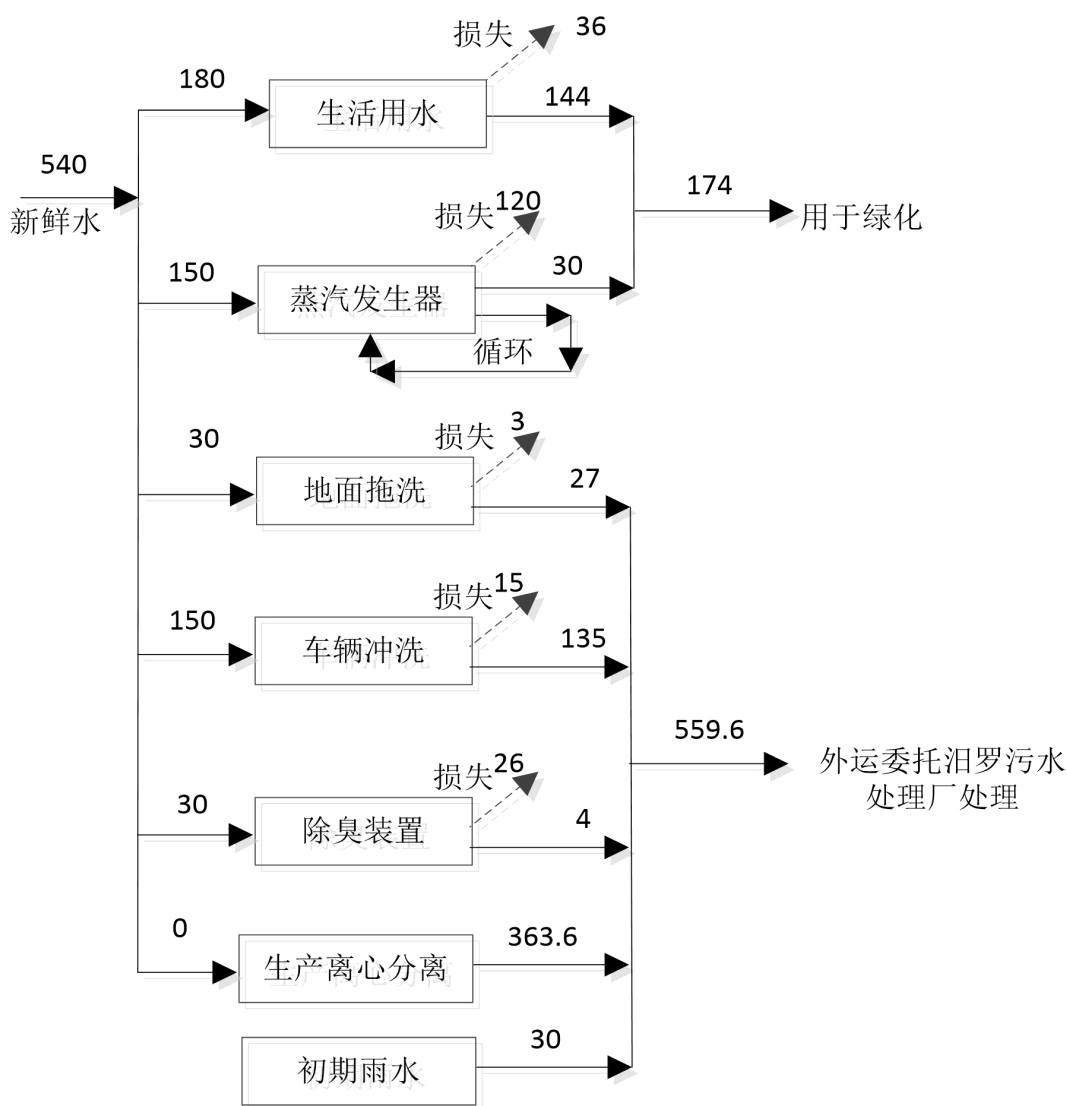 损失 36
180
生活用水
144
540
新鲜水
174
用于绿化
损失 120
150
蒸汽发生器
30
循环
损失 3
30
地面拖洗
27
损失 15
150
车辆冲洗
135
559.6
外运委托汨罗污水
处理厂处理
损失 26
30
除臭装置
4
0
生产离心分离
363.6
初期雨水
30